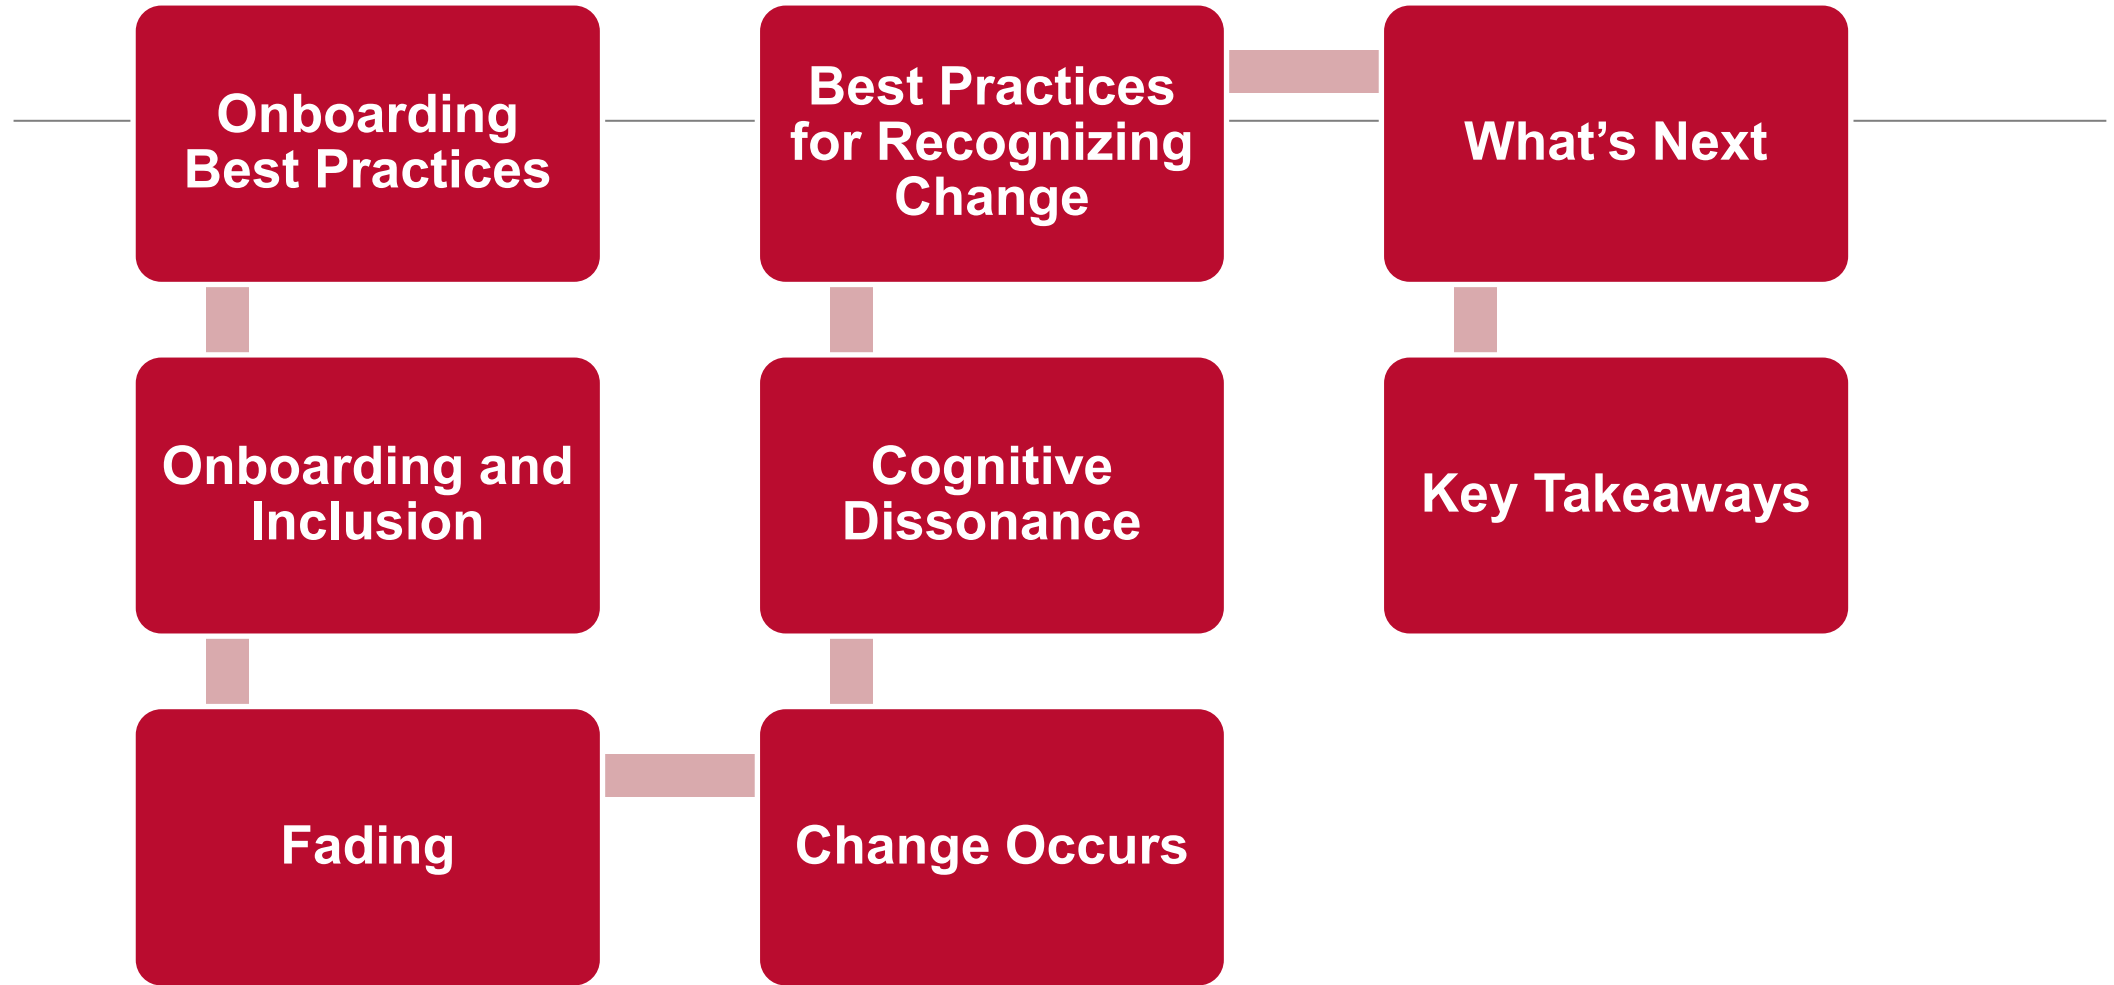 Onboarding
Best Practices
Onboarding and
Inclusion
Fading
Change Occurs
Cognitive
Dissonance
Best Practices
for Recognizing
Change
What’s Next
Key Takeaways